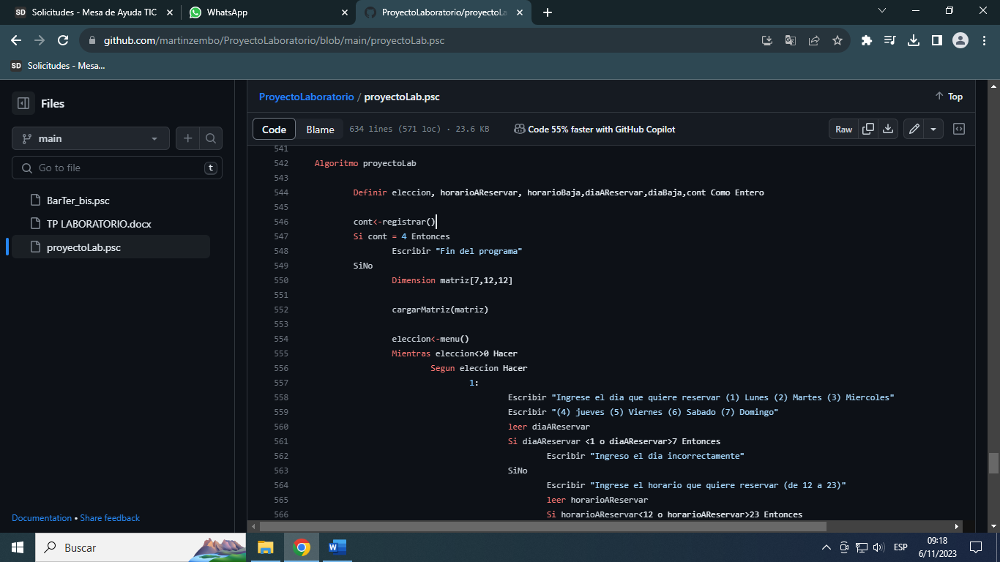 SD Solicitudes - Mesa de Ayuda TIC
WhatsApp
ProyectoLaboratorio/proyectoLa
github.com/martinzembo/ProyectoLaboratorio/blob/main/proyectoLab.psc
SD Solicitudes - Mesa...
Files
main
Go to file
t
BarTer_bis.psc
TP LABORATORIO.docx
proyectoLab.psc
Documentation • Share feedback
ProyectoLaboratorio / proyectoLab.psc
Top
Code Blame 634 lines (571 loc) · 23.6 KB Code 55% faster with GitHub Copilot Raw
541
542 Algoritmo proyectoLab
543
544 Definir eleccion, horarioAReservar, horarioBaja,diaAReservar,diaBaja,cont Como Entero
545
546 cont<-registrar()
547 Si cont = 4 Entonces
548 Escribir "Fin del programa"
549 SiNo
550 Dimension matriz[7,12,12]
551
552 cargarMatriz(matriz)
553
554 eleccion<-menu()
555 Mientras eleccion<>0 Hacer
556 Segun eleccion Hacer
557 1:
558 Escribir "Ingrese el dia que quiere reservar (1) Lunes (2) Martes (3) Miercoles"
559 Escribir "(4) jueves (5) Viernes (6) Sabado (7) Domingo"
560 leer diaAReservar
561 Si diaAReservar <1 o diaAReservar>7 Entonces
562 Escribir "Ingreso el dia incorrectamente"
563 SiNo
564 Escribir "Ingrese el horario que quiere reservar (de 12 a 23)"
565 leer horarioAReservar
566 Si horarioAReservar<12 o horarioAReservar>23 Entonces
Buscar
ESP
09:18
6/11/2023